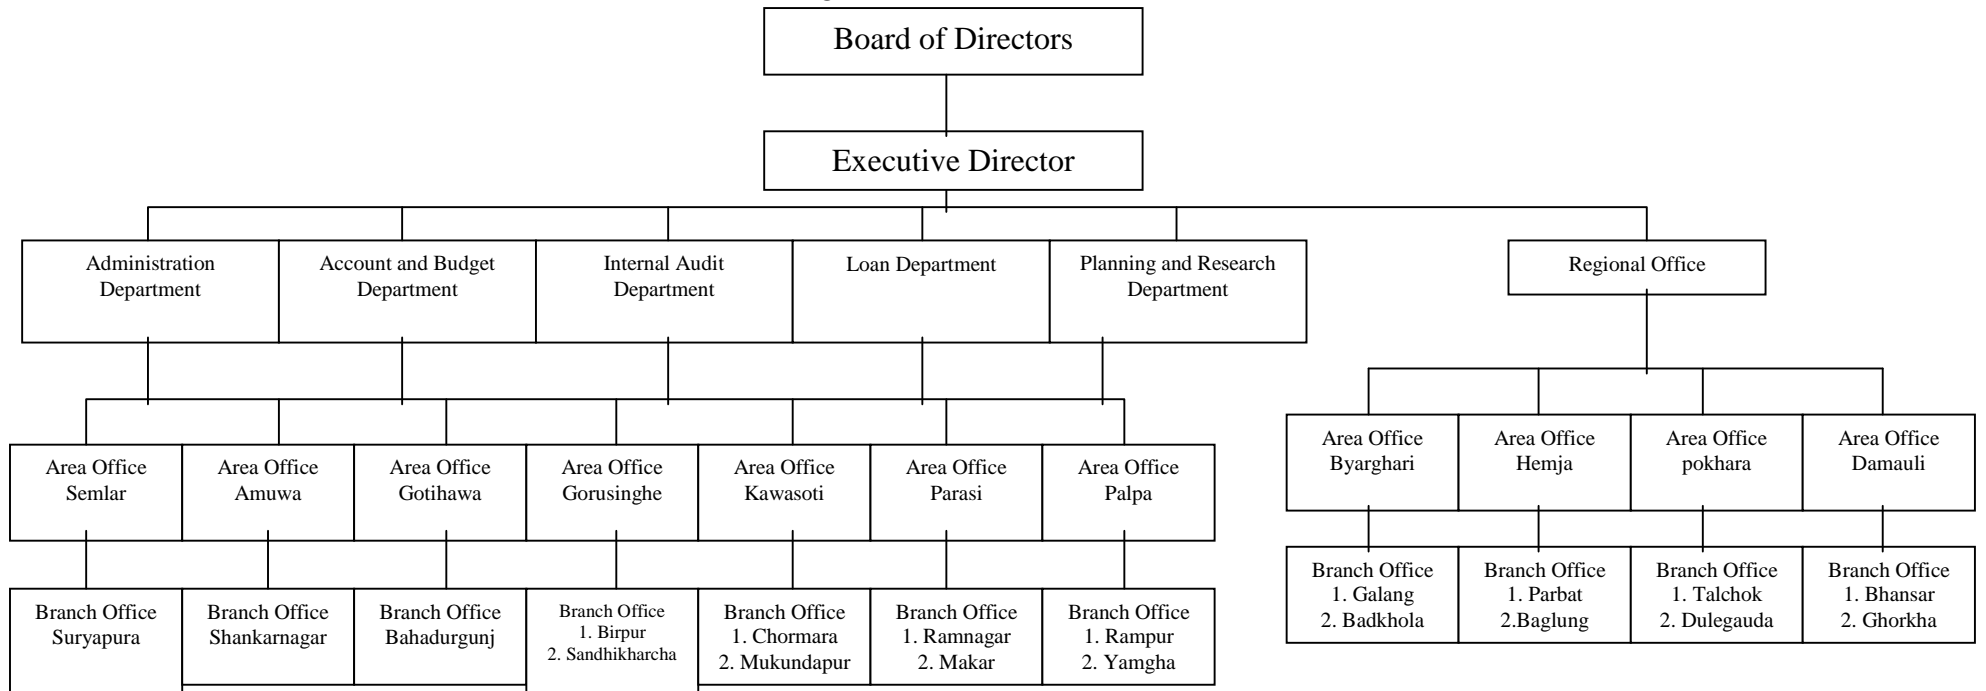 Board of Directors
Executive Director
Administration
Department
Account and Budget
Department
Internal Audit
Department
Loan Department
Planning and Research
Department
Regional Office
Area Office
Semlar
Area Office
Amuwa
Area Office
Gotihawa
Area Office
Gorusinghe
Area Office
Kawasoti
Area Office
Parasi
Area Office
Palpa
Area Office
Byarghari
Area Office
Hemja
Area Office
pokhara
Area Office
Damauli
Branch Office
Suryapura
Branch Office
Shankarnagar
Branch Office
Bahadurgunj
Branch Office
1. Birpur
2. Sandhikharcha
Branch Office
1. Chormara
2. Mukundapur
Branch Office
1. Ramnagar
2. Makar
Branch Office
1. Rampur
2. Yamgha
Branch Office
1. Galang
2. Badkhola
Branch Office
1. Parbat
2.Baglung
Branch Office
1. Talchok
2. Dulegauda
Branch Office
1. Bhansar
2. Ghorkha